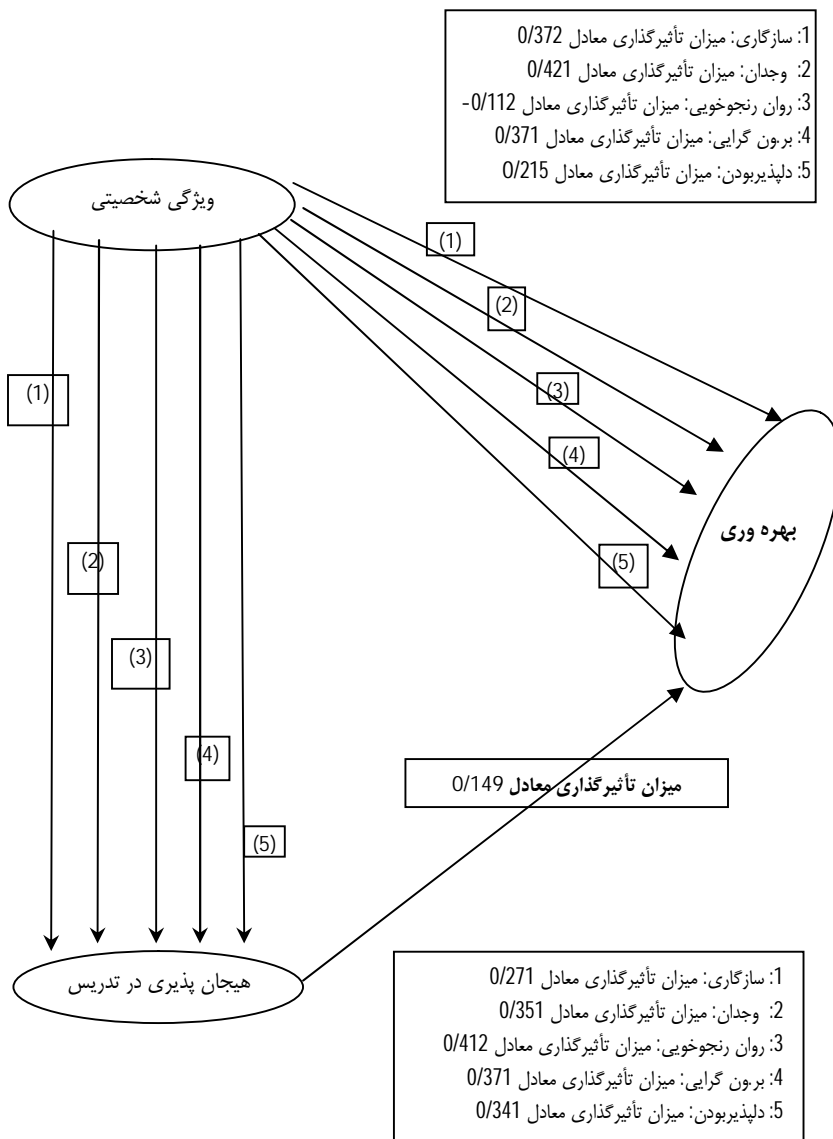 1: سازگاری: میزان تأثیرگذاری معادل 0/372
2: وجدان: میزان تأثیرگذاری معادل 0/421
3: روان رنجوخویی: میزان تأثیرگذاری معادل 0/112-
4: بر.ون گرایی: میزان تأثیرگذاری معادل 0/371
5: دلپذیربودن: میزان تأثیرگذاری معادل 0/215
ویژگی شخصیتی
(1)
(2)
(3)
(4)
(5)
(1)
(2)
(3)
(4)
(5)
بهره وری
میزان تأثیرگذاری معادل 0/149
هیجان پذیری در تدریس
1: سازگاری: میزان تأثیرگذاری معادل 0/271
2: وجدان: میزان تأثیرگذاری معادل 0/351
3: روان رنجوخویی: میزان تأثیرگذاری معادل 0/412
4: بر.ون گرایی: میزان تأثیرگذاری معادل 0/371
5: دلپذیربودن: میزان تأثیرگذاری معادل 0/341